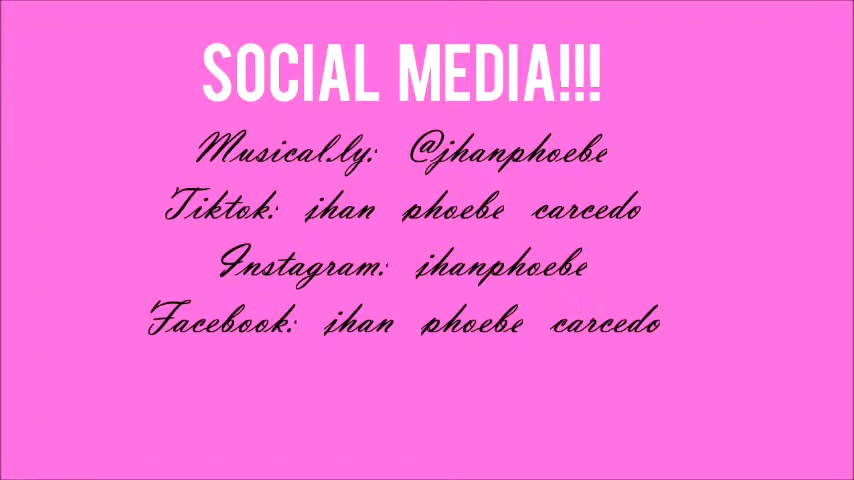 SOCIAL MEDIA!!!
Musical.ly: @jhanphoebe
Tiktok: jhan phoebe carcedo
Instagram: jhanphoebe
Facebook: jhan phoebe carcedo